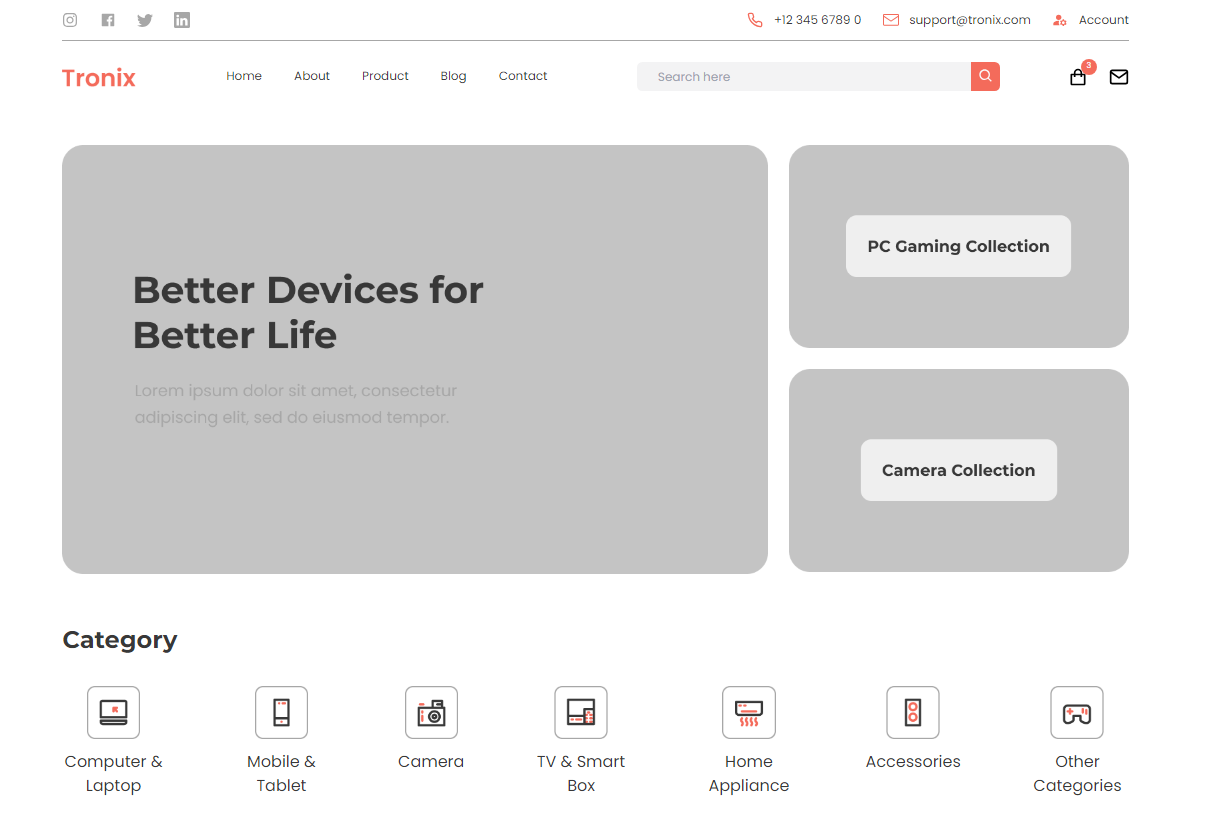 +12 345 6789 0
support@tronix.com
Account
Tronix
Home
About
Product
Blog
Contact
Search here
3
Better Devices for
Better Life
Lorem ipsum dolor sit amet, consectetur
adipiscing elit, sed do eiusmod tempor.
PC Gaming Collection
Camera Collection
Category
Computer &
Laptop
Mobile &
Tablet
Camera
TV & Smart
Box
Home
Appliance
Accessories
Other
Categories